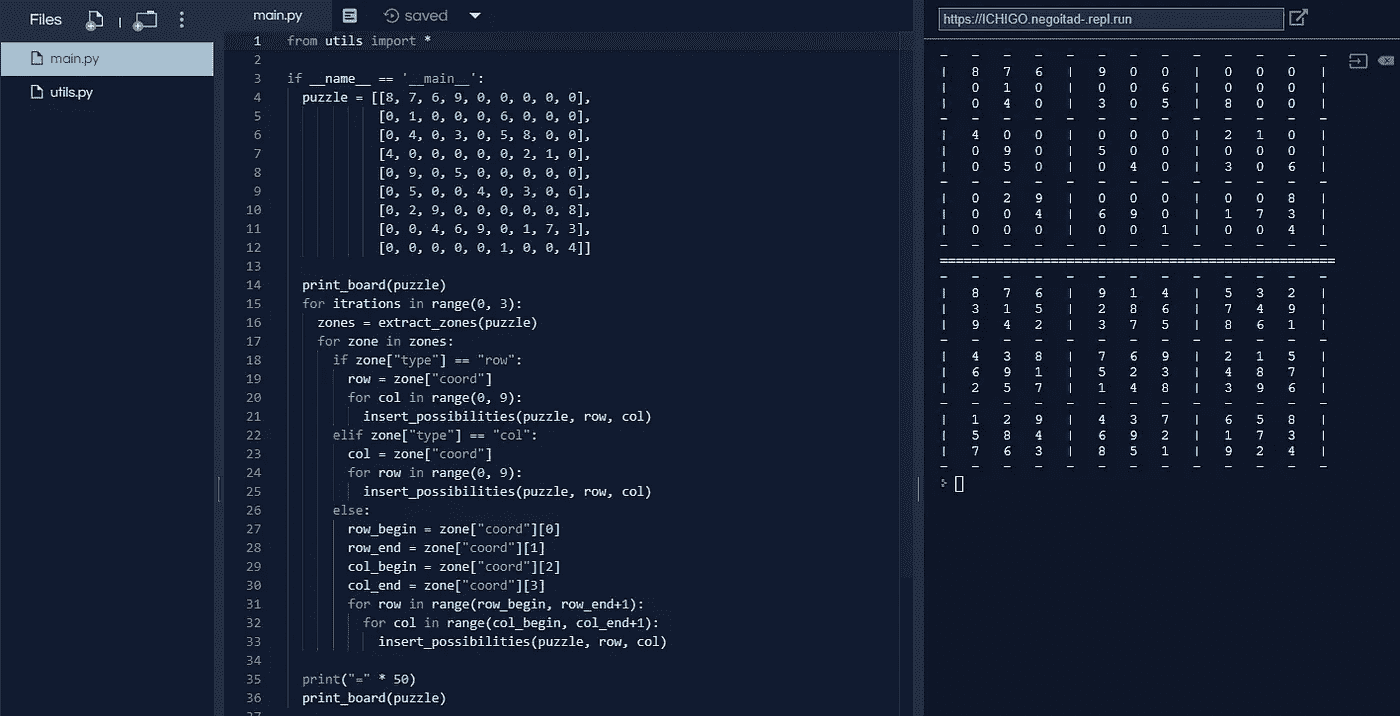 Files
main.py
utils.py
main.py saved
1 from utils import *
2
3 if __name__ == '__main__':
4 puzzle = [[8, 7, 6, 9, 0, 0, 0, 0, 0],
5 [0, 1, 0, 0, 0, 6, 0, 0, 0],
6 [0, 4, 0, 3, 0, 5, 8, 0, 0],
7 [4, 0, 0, 0, 0, 0, 2, 1, 0],
8 [0, 9, 0, 5, 0, 0, 0, 0, 0],
9 [0, 5, 0, 0, 4, 0, 3, 0, 6],
10 [0, 2, 9, 0, 0, 0, 0, 0, 8],
11 [0, 0, 4, 6, 9, 0, 1, 7, 3],
12 [0, 0, 0, 0, 0, 1, 0, 0, 4]]
13
14 print_board(puzzle)
15 for itrations in range(0, 3):
16 zones = extract_zones(puzzle)
17 for zone in zones:
18 if zone["type"] == "row":
19 row = zone["coord"]
20 for col in range(0, 9):
21 insert_possibilities(puzzle, row, col)
22 elif zone["type"] == "col":
23 col = zone["coord"]
24 for row in range(0, 9):
25 insert_possibilities(puzzle, row, col)
26 else:
27 row_begin = zone["coord"][0]
28 row_end = zone["coord"][1]
29 col_begin = zone["coord"][2]
30 col_end = zone["coord"][3]
31 for row in range(row_begin, row_end+1):
32 for col in range(col_begin, col_end+1):
33 insert_possibilities(puzzle, row, col)
34
35 print("=" * 50)
36 print_board(puzzle)
https://ICHIGO.negoitad-.repl.run
- - - - - - - - - - - - -
| 8 7 6 | 9 0 0 | 0 0 0 |
| 0 1 0 | 0 0 6 | 0 0 0 |
| 0 4 0 | 3 0 5 | 8 0 0 |
- - - - - - - - - - - - -
| 4 0 0 | 0 0 0 | 2 1 0 |
| 0 9 0 | 5 0 0 | 0 0 0 |
| 0 5 0 | 0 4 0 | 3 0 6 |
- - - - - - - - - - - - -
| 0 2 9 | 0 0 0 | 0 0 8 |
| 0 0 4 | 6 9 0 | 1 7 3 |
| 0 0 0 | 0 0 1 | 0 0 4 |
- - - - - - - - - - - - -
==================================================
- - - - - - - - - - - - -
| 8 7 6 | 9 1 4 | 5 3 2 |
| 3 1 5 | 2 8 6 | 7 4 9 |
| 9 4 2 | 3 7 5 | 8 6 1 |
- - - - - - - - - - - - -
| 4 3 8 | 7 6 9 | 2 1 5 |
| 6 9 1 | 5 2 3 | 4 8 7 |
| 2 5 7 | 1 4 8 | 3 9 6 |
- - - - - - - - - - - - -
| 1 2 9 | 4 3 7 | 6 5 8 |
| 5 8 4 | 6 9 2 | 1 7 3 |
| 7 6 3 | 8 5 1 | 9 2 4 |
- - - - - - - - - - - - -
>